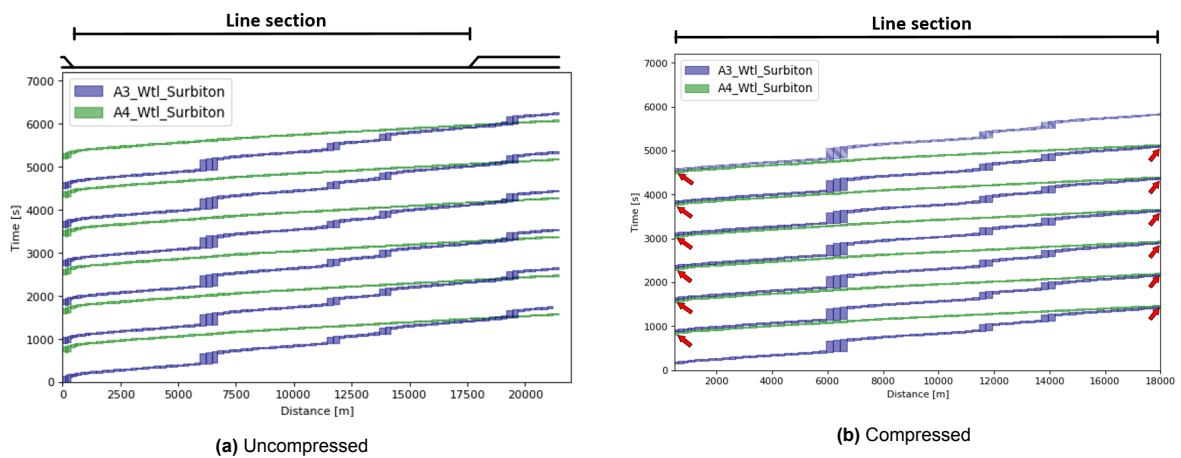 Line section
7000
6000
5000
4000
3000
2000
1000
0
Time [s]
A3_Wtl_Surbiton
A4_Wtl_Surbiton
0 2500 5000 7500 10000 12500 15000 17500 20000
Distance [m]
(a) Uncompressed
Line section
7000
6000
5000
4000
3000
2000
1000
0
Time [s]
A3_Wtl_Surbiton
A4_Wtl_Surbiton
2000 4000 6000 8000 10000 12000 14000 16000 18000
Distance [m]
(b) Compressed